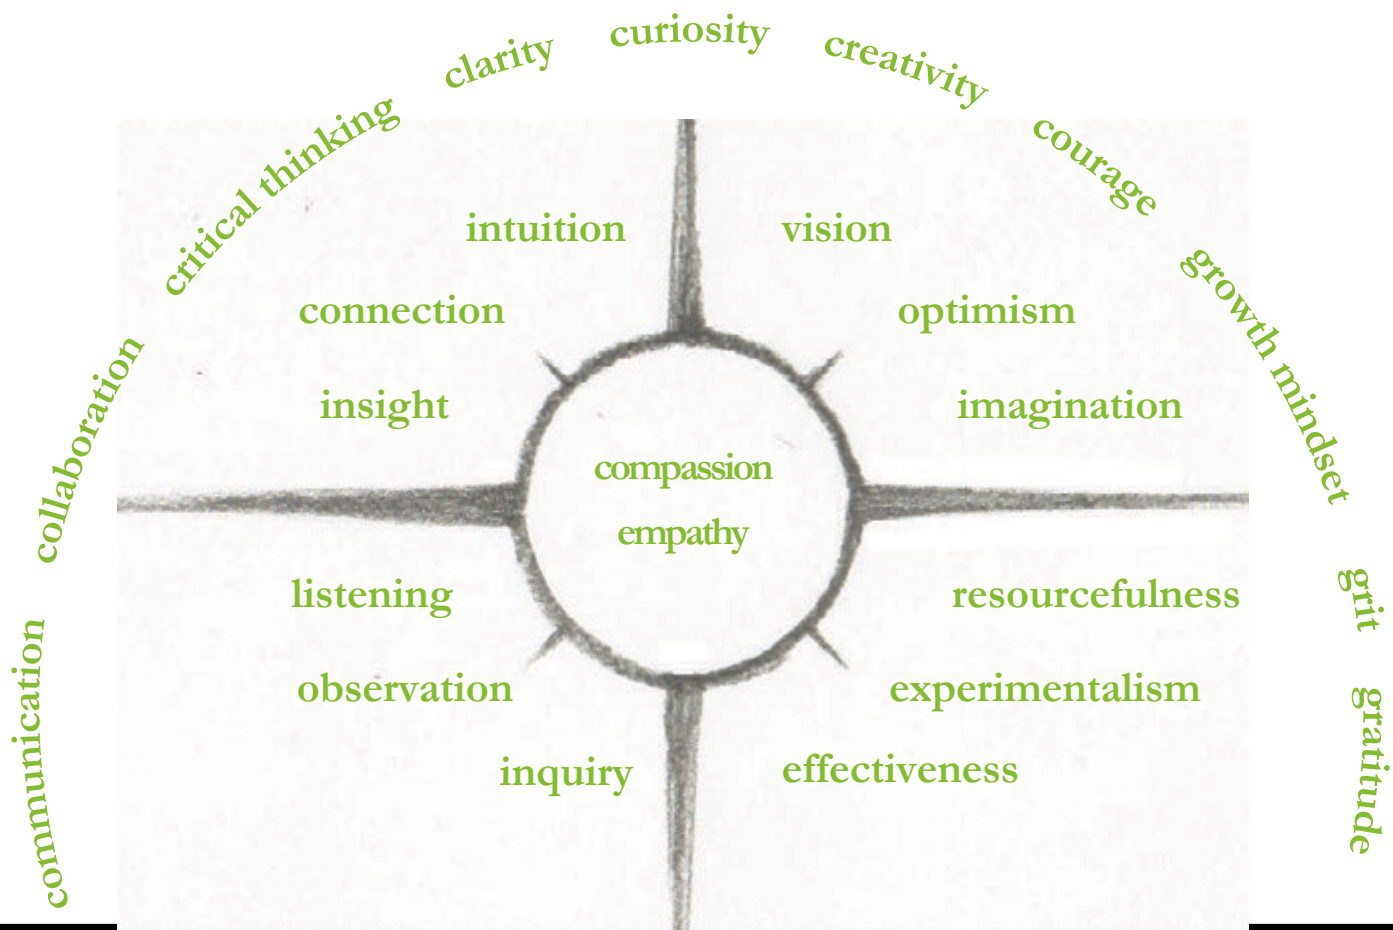 communication
collaboration
critical thinking
clarity
curiosity
creativity
courage
growth mindset
grit
gratitude
intuition
connection
insight
vision
optimism
imagination
compassion
empathy
listening
observation
inquiry
resourcefulness
experimentalism
effectiveness